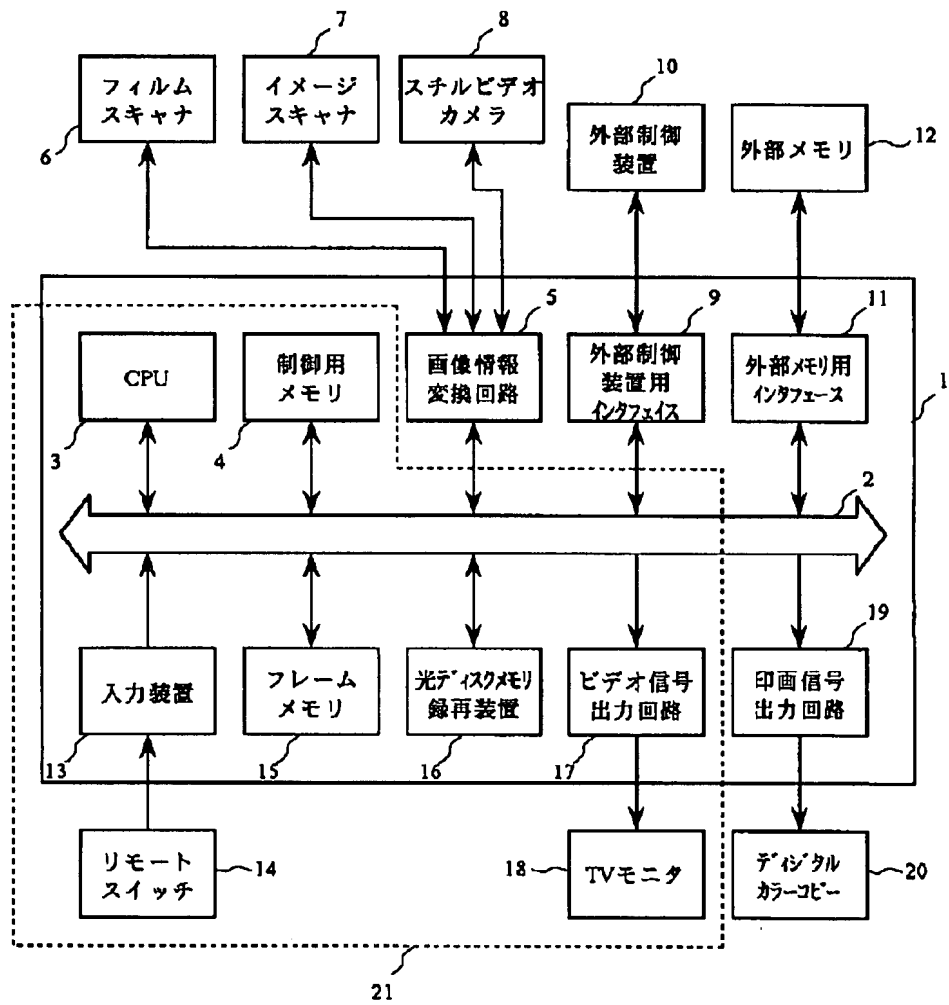 7
8
10
12
フィルム
スキャナ
イメージ
スキャナ
スチルビデオ
カメラ
外部制御
装置
外部メモリ
6
5
9
11
1
CPU
制御用
メモリ
画像情報
変換回路
外部制御
装置用
インタフェイス
外部メモリ用
インタフェース
3
4
2
19
入力装置
フレーム
メモリ
光ディスクメモリ
録再装置
ビデオ信号
出力回路
印画信号
出力回路
13
15
16
17
リモート
スイッチ
14
18
TVモニタ
ディジタル
カラーコピー
20
21